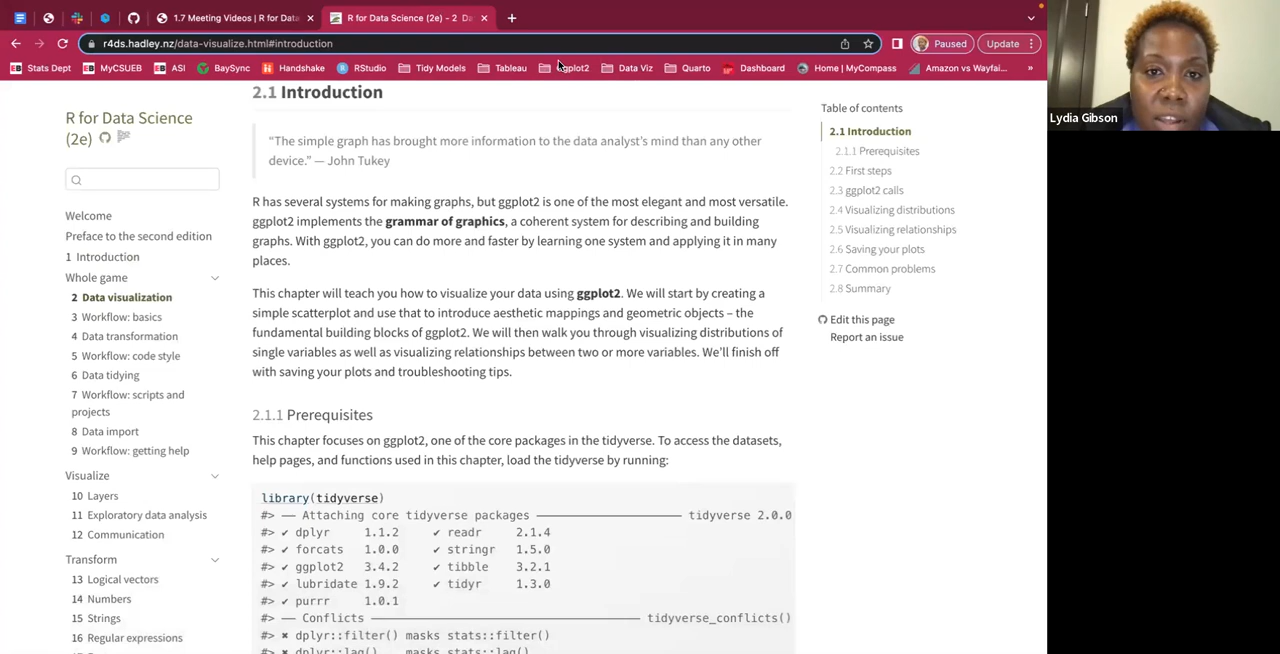 1.7 Meeting Videos | R for Data
R for Data Science (2e) - 2 Da
r4ds.hadley.nz/data-visualize.html#introduction
Paused
Update
Stats Dept
MyCSUEB
ASI
BaySync
Handshake
RStudio
Tidy Models
Tableau
ggplot2
Data Viz
Quarto
Dashboard
Home | MyCompass
Amazon vs Wayfai...
»
Lydia Gibson
R for Data Science
(2e)
Welcome
Preface to the second edition
1 Introduction
Whole game
2 Data visualization
3 Workflow: basics
4 Data transformation
5 Workflow: code style
6 Data tidying
7 Workflow: scripts and
projects
8 Data import
9 Workflow: getting help
Visualize
10 Layers
11 Exploratory data analysis
12 Communication
Transform
13 Logical vectors
14 Numbers
15 Strings
16 Regular expressions
2.1 Introduction
“The simple graph has brought more information to the data analyst’s mind than any other
device.” — John Tukey
R has several systems for making graphs, but ggplot2 is one of the most elegant and most versatile.
ggplot2 implements the grammar of graphics, a coherent system for describing and building
graphs. With ggplot2, you can do more and faster by learning one system and applying it in many
places.
This chapter will teach you how to visualize your data using ggplot2. We will start by creating a
simple scatterplot and use that to introduce aesthetic mappings and geometric objects – the
fundamental building blocks of ggplot2. We will then walk you through visualizing distributions of
single variables as well as visualizing relationships between two or more variables. We’ll finish off
with saving your plots and troubleshooting tips.
2.1.1 Prerequisites
This chapter focuses on ggplot2, one of the core packages in the tidyverse. To access the datasets,
help pages, and functions used in this chapter, load the tidyverse by running:
library(tidyverse)
#> ── Attaching core tidyverse packages ───────────────── tidyverse 2.0.0
#> ✔ dplyr 1.1.2 ✔ readr 2.1.4
#> ✔ forcats 1.0.0 ✔ stringr 1.5.0
#> ✔ ggplot2 3.4.2 ✔ tibble 3.2.1
#> ✔ lubridate 1.9.2 ✔ tidyr 1.3.0
#> ✔ purrr 1.0.1
#> ── Conflicts ─────────────────────────────── tidyverse_conflicts()
#> ✖ dplyr::filter() masks stats::filter()
#> ✖ dplyr::lag() masks stats::lag()
Table of contents
2.1 Introduction
2.1.1 Prerequisites
2.2 First steps
2.3 ggplot2 calls
2.4 Visualizing distributions
2.5 Visualizing relationships
2.6 Saving your plots
2.7 Common problems
2.8 Summary
Edit this page
Report an issue